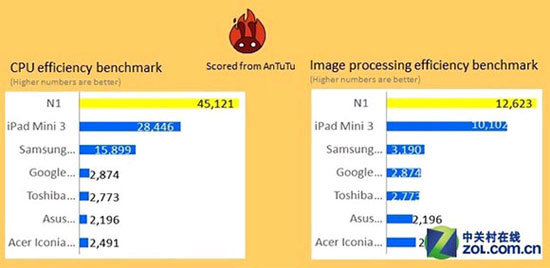 Scored from AnTuTu
CPU efficiency benchmark
(Higher numbers are better)
N1 45,121
iPad Mini 3 28,446
Samsung... 15,899
Google... 2,874
Toshiba... 2,773
Asus... 2,196
Acer Iconia... 2,491
Image processing efficiency benchmark
(Higher numbers are better)
N1 12,623
iPad Mini 3 10,102
Samsung... 3,190
Google... 2,874
Toshiba... 2,773
Asus... 2,196
Acer Iconia...
中关村在线
ZOL.com.cn